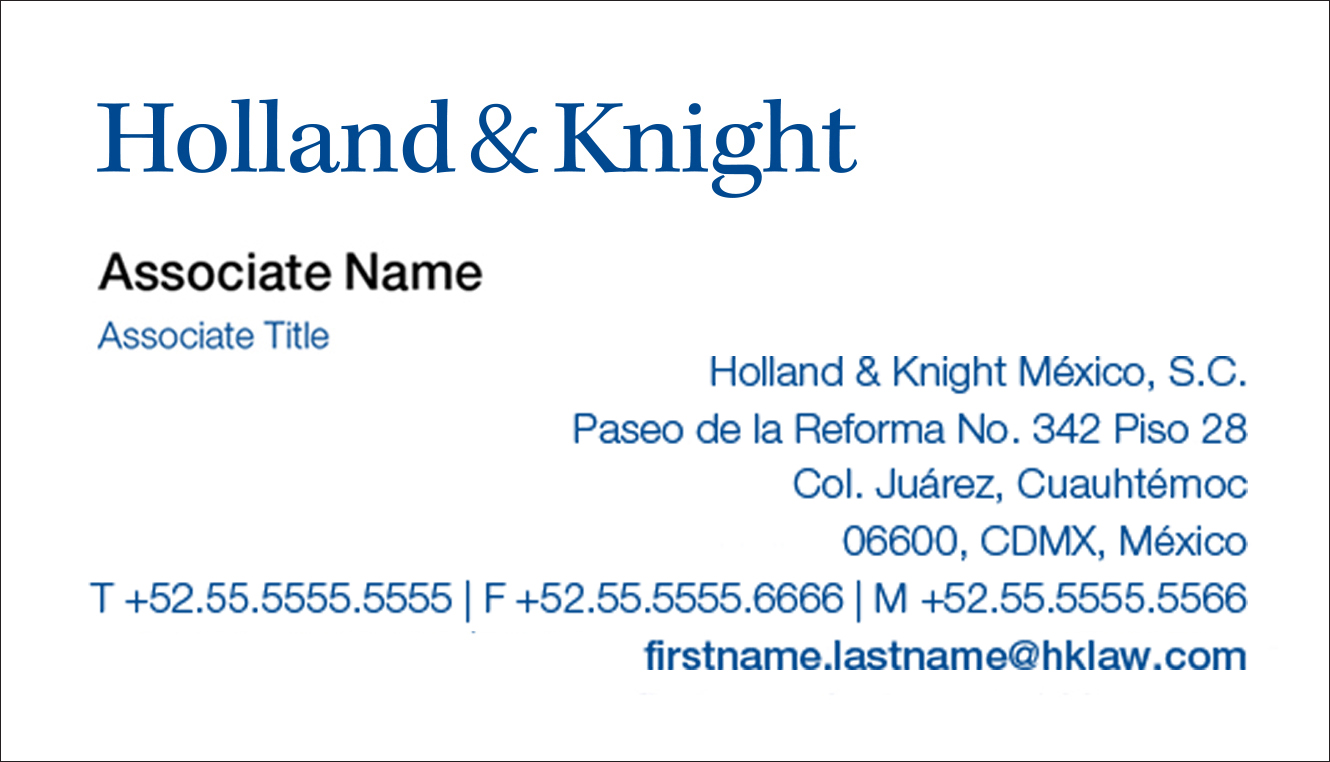 Holland & Knight
Associate Name
Associate Title
Holland & Knight México, S.C.
Paseo de la Reforma No. 342 Piso 28
Col. Juárez, Cuauhtémoc
06600, CDMX, México
T +52.55.5555.5555 | F +52.55.5555.6666 | M +52.55.5555.5566
firstname.lastname@hklaw.com